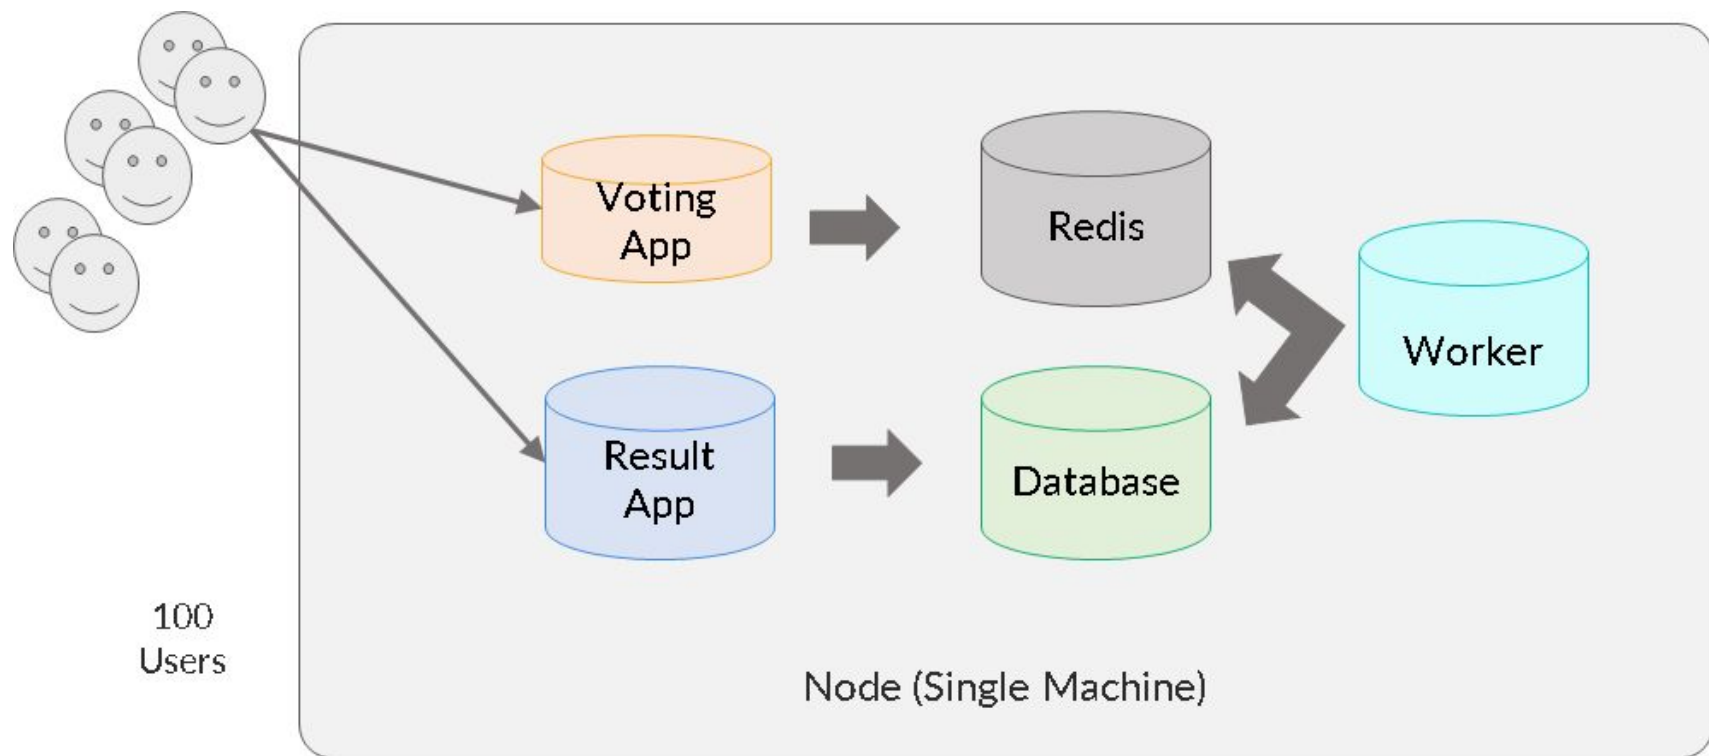 Voting
App
Redis
Worker
Result
App
Database
100
Users
Node (Single Machine)